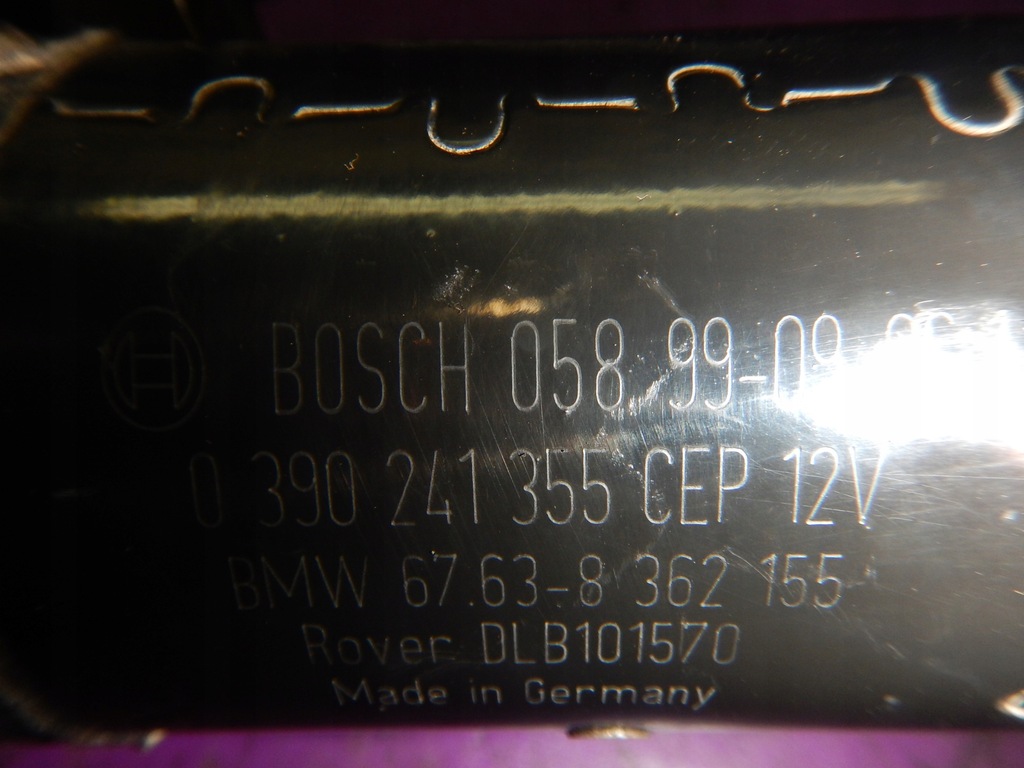 BOSCH 058 99-09
0 390 241 355 CEP 12V
BMW 67.63-8 362 155
Rover DLB101570
Made in Germany